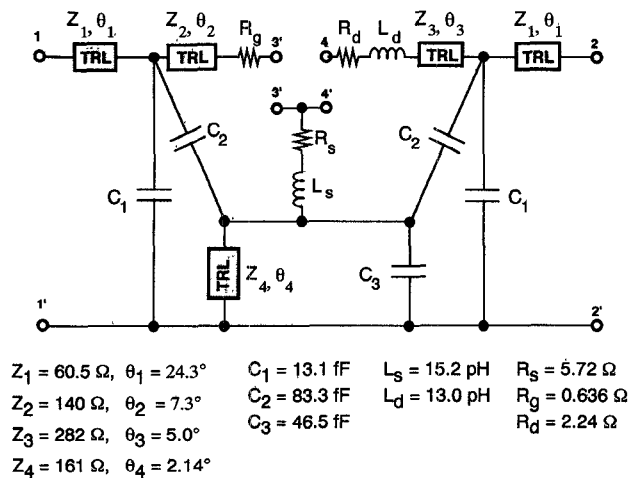 Z1, θ1
Z2, θ2
Rg
3'
4
Rd
Ld
Z3, θ3
Z1, θ1
1
TRL
TRL
TRL
TRL
2
3'
4'
C2
Rs
C2
C1
Ls
C1
TRL
Z4, θ4
C3
1'
2'
Z1 = 60.5 Ω, θ1 = 24.3°
C1 = 13.1 fF
Ls = 15.2 pH
Rs = 5.72 Ω
Z2 = 140 Ω, θ2 = 7.3°
C2 = 83.3 fF
Ld = 13.0 pH
Rg = 0.636 Ω
Z3 = 282 Ω, θ3 = 5.0°
C3 = 46.5 fF
Rd = 2.24 Ω
Z4 = 161 Ω, θ4 = 2.14°